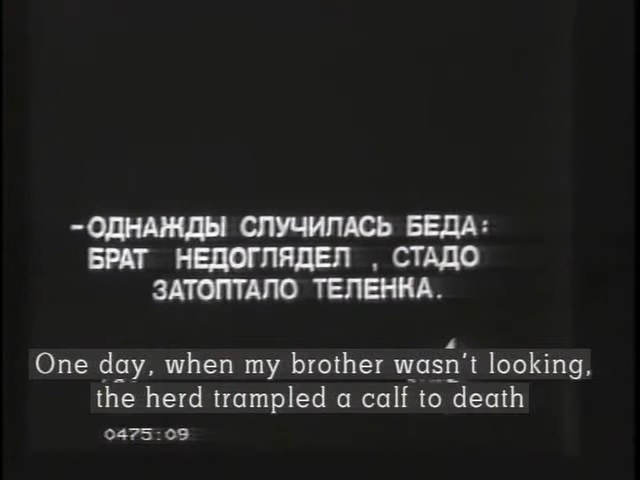 -ОДНАЖДЫ СЛУЧИЛАСЬ БЕДА:
БРАТ НЕДОГЛЯДЕЛ , СТАДО
ЗАТОПТАЛО ТЕЛЕНКА.
One day, when my brother wasn't looking,
the herd trampled a calf to death
0475:09